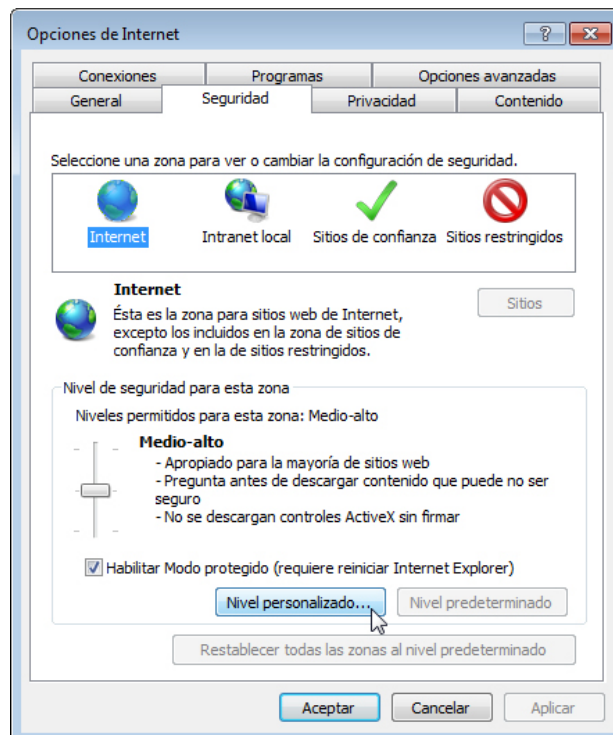 Opciones de Internet
Conexiones Programas Opciones avanzadas
General Seguridad Privacidad Contenido
Seleccione una zona para ver o cambiar la configuración de seguridad.
Internet Intranet local Sitios de confianza Sitios restringidos
Internet
Sitios
Ésta es la zona para sitios web de Internet,
excepto los incluidos en la zona de sitios de
confianza y en la de sitios restringidos.
Nivel de seguridad para esta zona
Niveles permitidos para esta zona: Medio-alto
Medio-alto
- Apropiado para la mayoría de sitios web
- Pregunta antes de descargar contenido que puede no ser
seguro
- No se descargan controles ActiveX sin firmar
Habilitar Modo protegido (requiere reiniciar Internet Explorer)
Nivel personalizado... Nivel predeterminado
Restablecer todas las zonas al nivel predeterminado
Aceptar Cancelar Aplicar